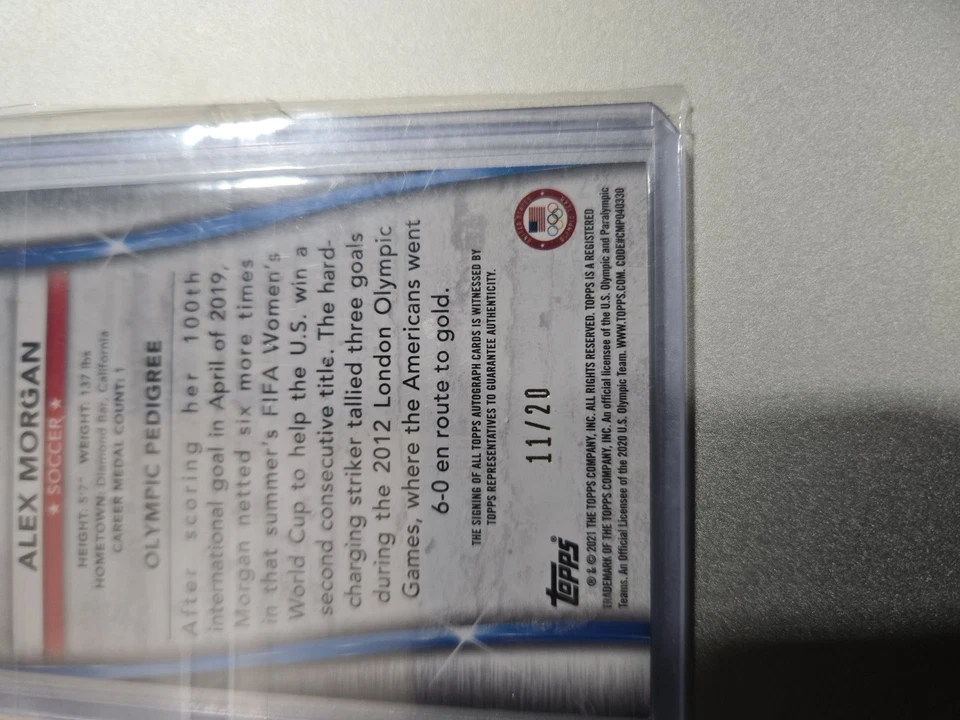 ALEX MORGAN
★ SOCCER ★
HEIGHT: 5'7" WEIGHT: 137 lbs
HOMETOWN: Diamond Bar, California
CAREER MEDAL COUNT: 1
OLYMPIC PEDIGREE
After scoring her 100th
international goal in April of 2019,
Morgan netted six more times
in that summer's FIFA Women's
World Cup to help the U.S. win a
second consecutive title. The hard-
charging striker tallied three goals
during the 2012 London Olympic
Games, where the Americans went
6-0 en route to gold.
THE SIGNING OF ALL TOPPS AUTOGRAPH CARDS IS WITNESSED BY
TOPPS REPRESENTATIVES TO GUARANTEE AUTHENTICITY.
11/20
topps®
® & © 2021 THE TOPPS COMPANY, INC. ALL RIGHTS RESERVED. TOPPS IS A REGISTERED
TRADEMARK OF THE TOPPS COMPANY, INC. An official licensee of the U.S. Olympic and Paralympic
Teams. An Official Licensee of the 2020 U.S. Olympic Team. WWW.TOPPS.COM. CODE#CMP040330